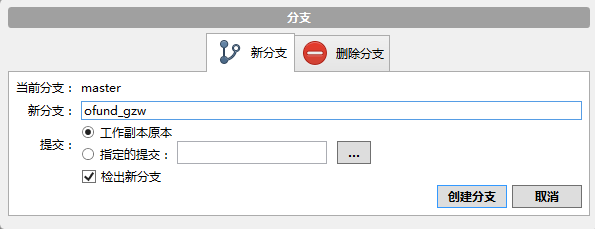 分支
新分支
删除分支
当前分支： master
新分支： ofund_gzw
提交： 工作副本原本
指定的提交： ...
检出新分支
创建分支 取消